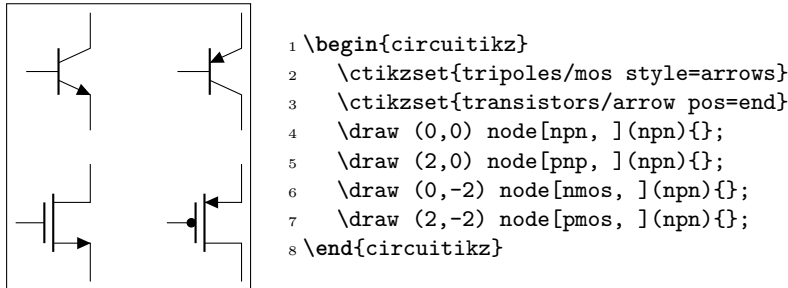 1 \begin{circuitikz}
2 \ctikzset{tripoles/mos style=arrows}
3 \ctikzset{transistors/arrow pos=end}
4 \draw (0,0) node[npn, ](npn){};
5 \draw (2,0) node[pnp, ](npn){};
6 \draw (0,-2) node[nmos, ](npn){};
7 \draw (2,-2) node[pmos, ](npn){};
8 \end{circuitikz}